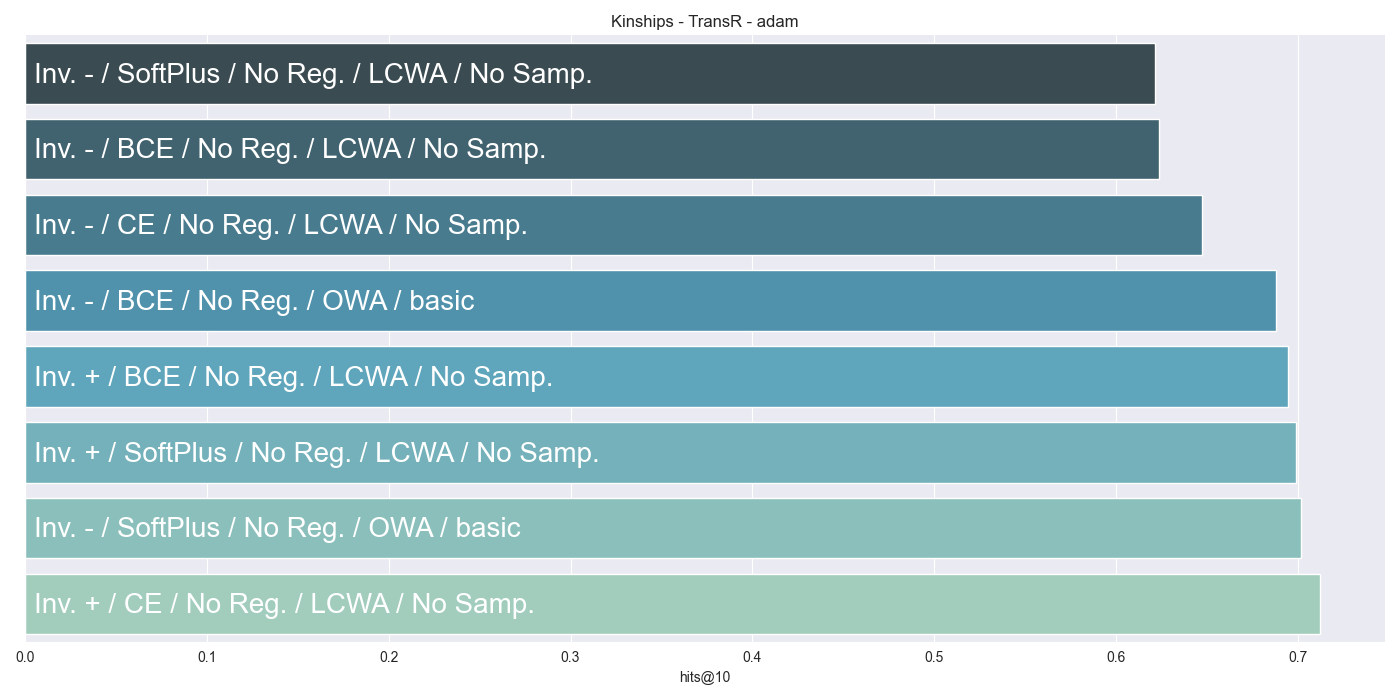 Kinships - TransR - adam
Inv. - / SoftPlus / No Reg. / LCWA / No Samp.
Inv. - / BCE / No Reg. / LCWA / No Samp.
Inv. - / CE / No Reg. / LCWA / No Samp.
Inv. - / BCE / No Reg. / OWA / basic
Inv. + / BCE / No Reg. / LCWA / No Samp.
Inv. + / SoftPlus / No Reg. / LCWA / No Samp.
Inv. - / SoftPlus / No Reg. / OWA / basic
Inv. + / CE / No Reg. / LCWA / No Samp.
0.0 0.1 0.2 0.3 0.4 0.5 0.6 0.7
hits@10